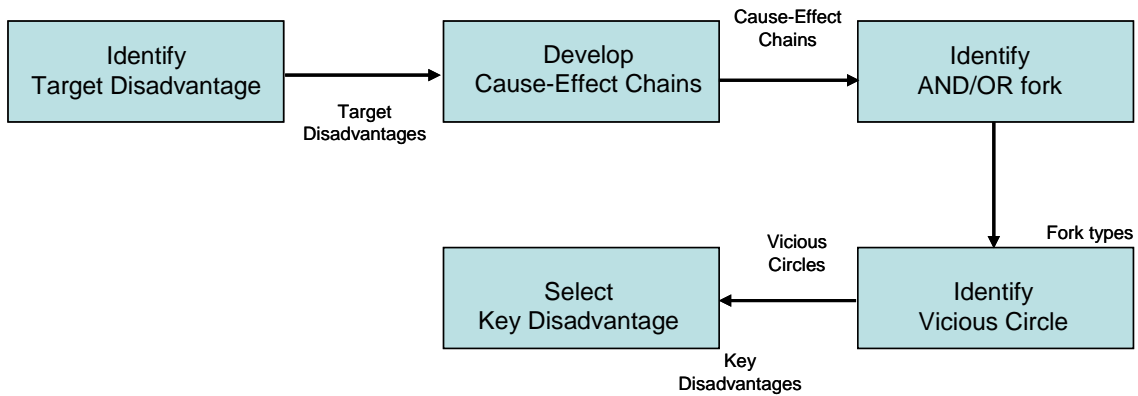 Identify
Target Disadvantage
Target
Disadvantages
Develop
Cause-Effect Chains
Cause-Effect
Chains
Identify
AND/OR fork
Fork types
Identify
Vicious Circle
Vicious
Circles
Select
Key Disadvantage
Key
Disadvantages